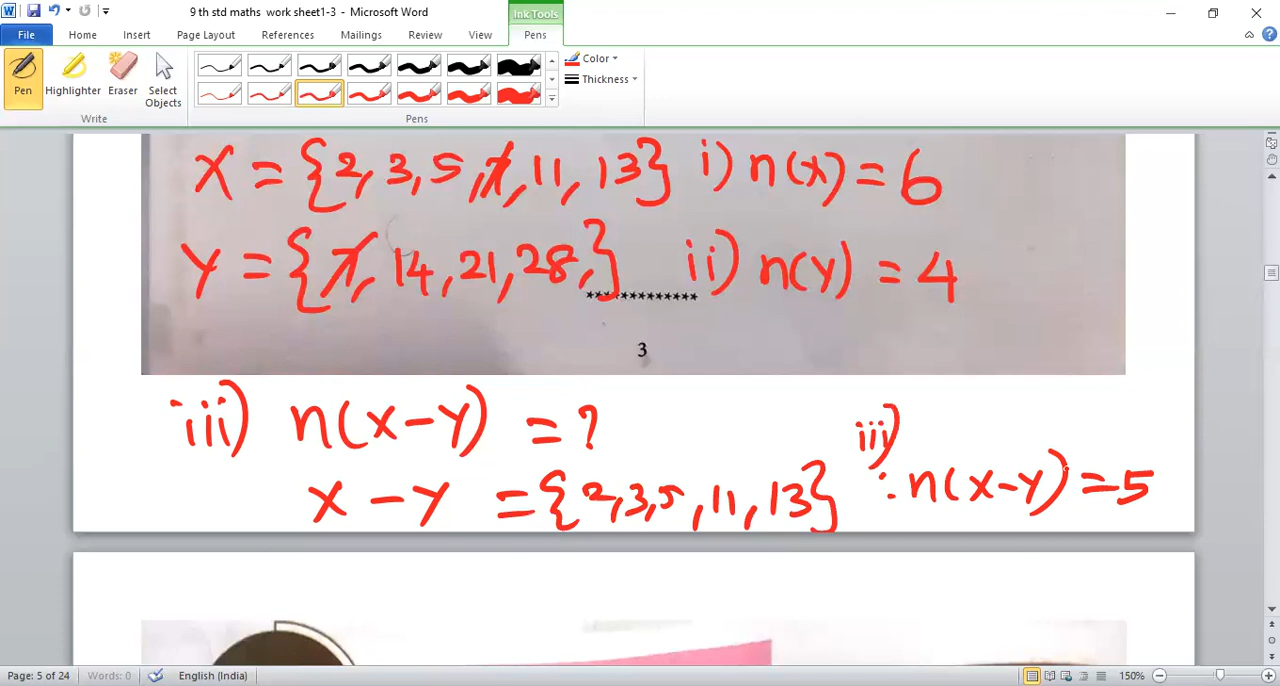 9 th std maths work sheet1-3 - Microsoft Word
Ink Tools
File Home Insert Page Layout References Mailings Review View Pens
Pen Highlighter Eraser Select Objects
Color
Thickness
Write Pens
X = {2, 3, 5, 7, 11, 13} i) n(x) = 6
Y = {7, 14, 21, 28,} ii) n(Y) = 4
************
3
iii) n(X-Y) = ?
iii)
X - Y = {2,3,5, 11, 13} : n(X-Y) = 5
Page: 5 of 24 Words: 0 English (India) 150%